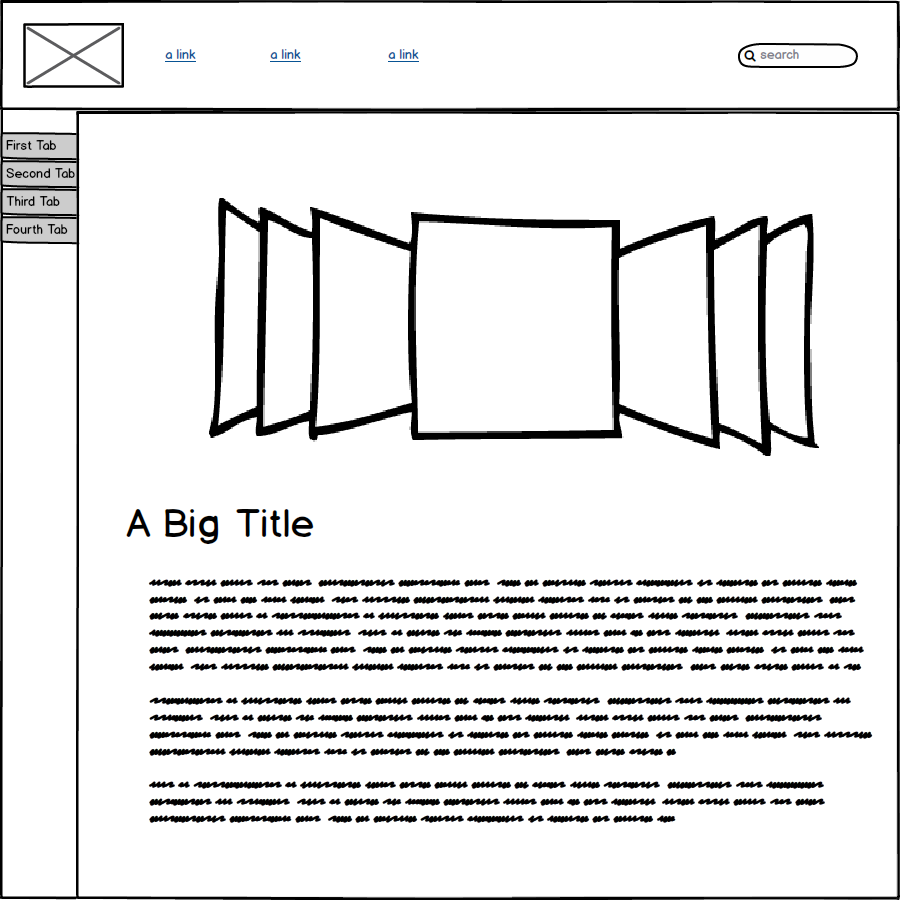 a link
a link
a link
search
First Tab
Second Tab
Third Tab
Fourth Tab
A Big Title